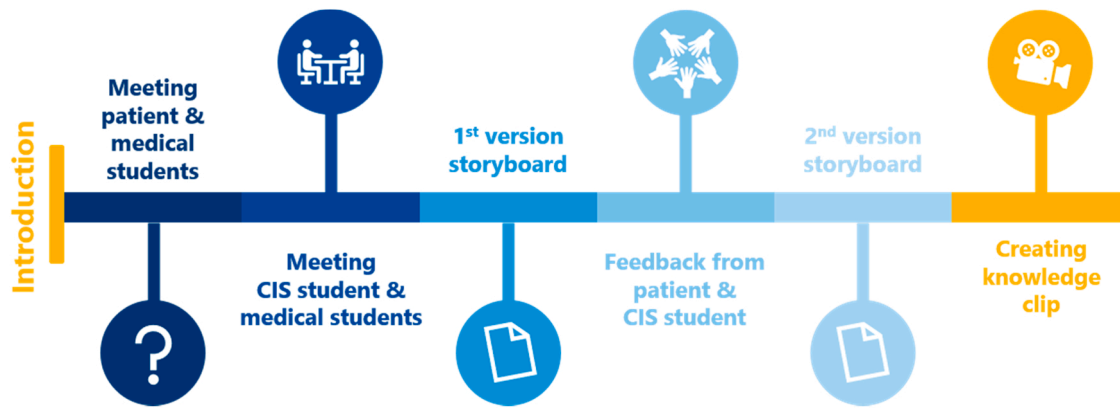 Introduction
Meeting
patient &
medical
students
Meeting
CIS student &
medical students
1st version
storyboard
Feedback from
patient &
CIS student
2nd version
storyboard
Creating
knowledge
clip
?